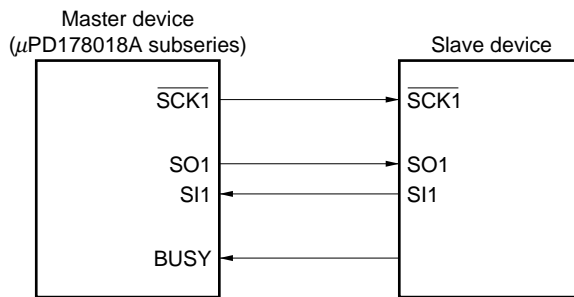 Master device
(μPD178018A subseries)
Slave device
SCK1
SCK1
SO1
SO1
SI1
SI1
BUSY